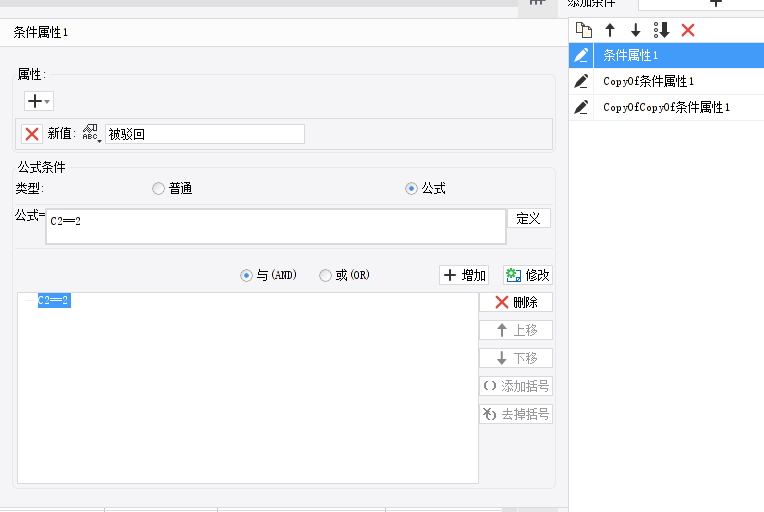 添加条件
条件属性1
属性:
新值:
ABC
被驳回
公式条件
类型:
普通
公式
公式=
C2==2
定义
与(AND)
或(OR)
增加
修改
C2==2
删除
上移
下移
添加括号
去掉括号
条件属性1
CopyOf条件属性1
CopyOfCopyOf条件属性1